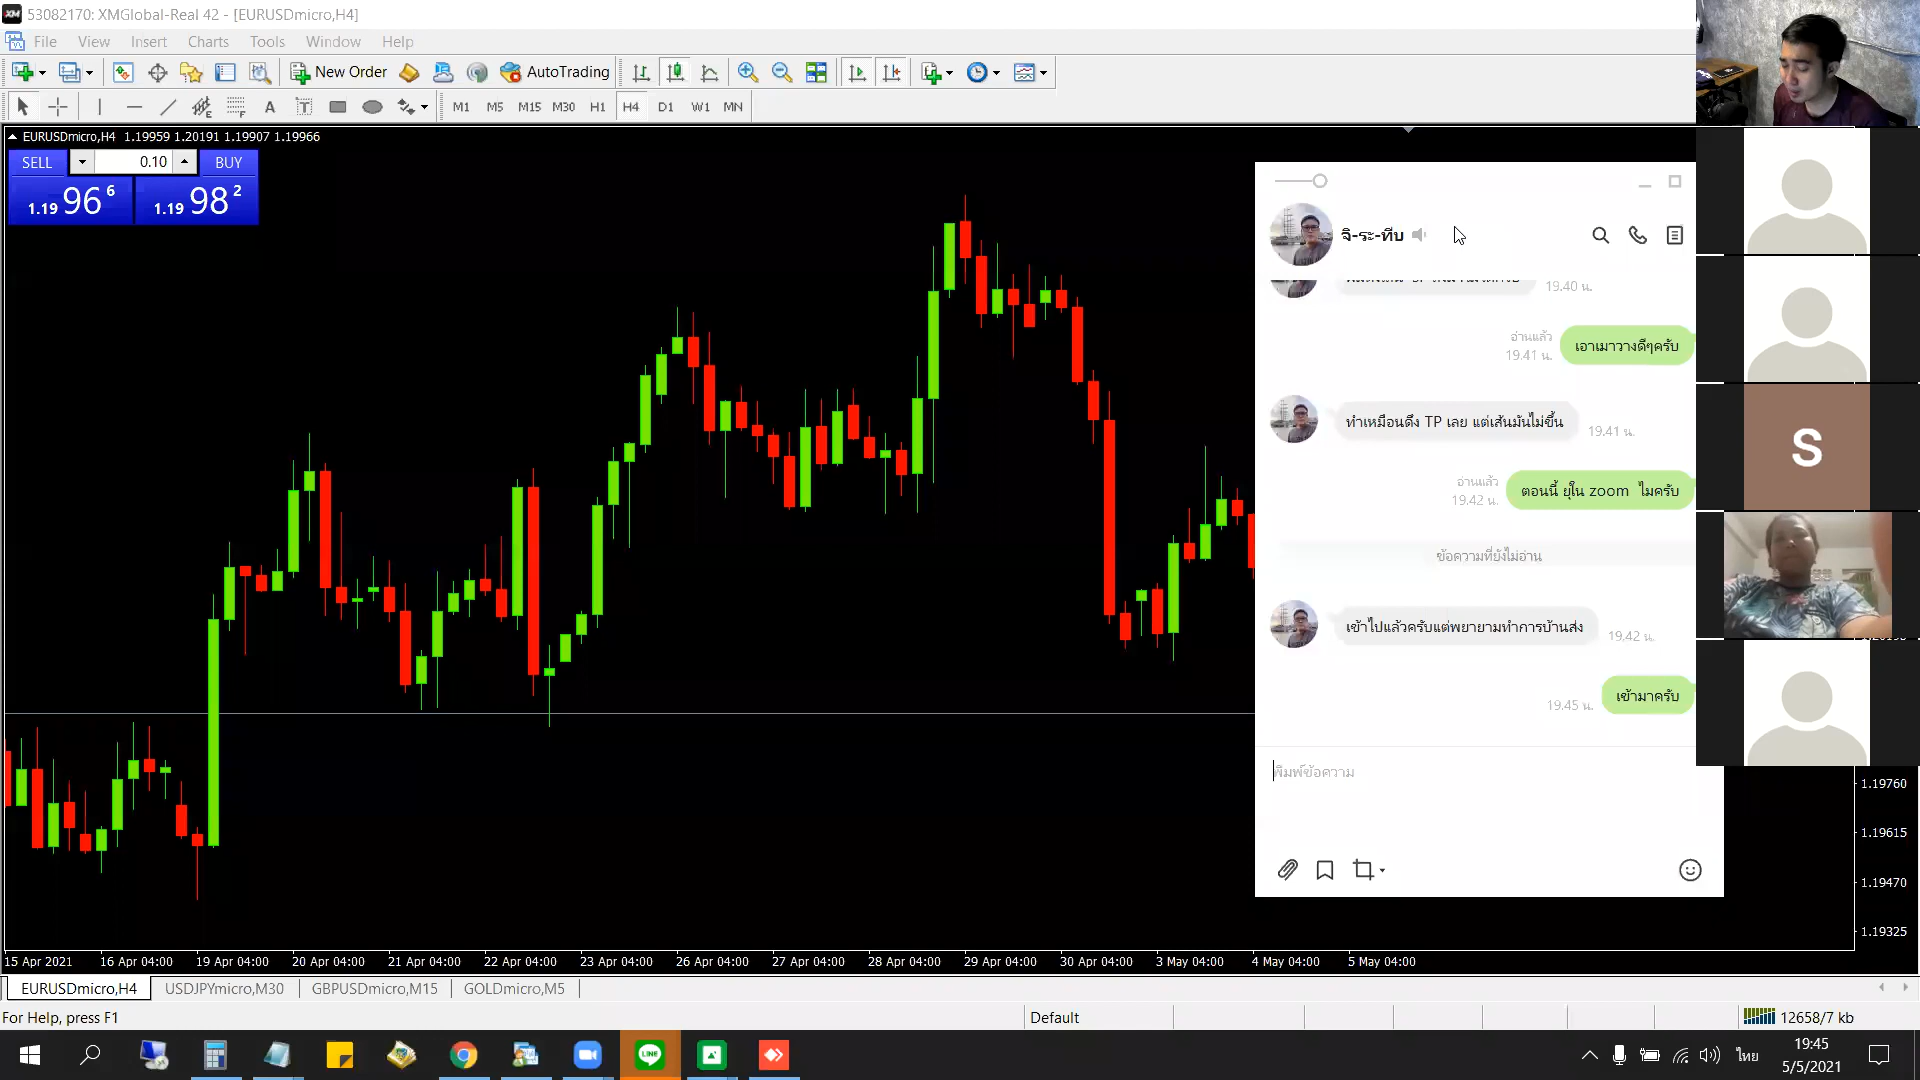 53082170: XMGlobal-Real 42 - [EURUSDmicro,H4]
File View Insert Charts Tools Window Help
New Order AutoTrading
M1 M5 M15 M30 H1 H4 D1 W1 MN
EURUSDmicro,H4 1.19959 1.20191 1.19907 1.19966
SELL 0.10 BUY
1.19 96 6 1.19 98 2
จิ-ระ-ทีบ
19.40 น.
อ่านแล้ว
19.41 น. เอาเมาวางดีๆครับ
ทำเหมือนดึง TP เลย แต่เส้นมันไม่ขึ้น 19.41 น.
อ่านแล้ว
19.42 น. ตอนนี้ ยุใน zoom ไมครับ
ข้อความที่ยังไม่อ่าน
เข้าไปแล้วครับแต่พยายามทำการบ้านส่ง 19.42 น.
19.45 น. เข้ามาครับ
พิมพ์ข้อความ
S
1.19760
1.19615
1.19470
1.19325
15 Apr 2021 16 Apr 04:00 19 Apr 04:00 20 Apr 04:00 21 Apr 04:00 22 Apr 04:00 23 Apr 04:00 26 Apr 04:00 27 Apr 04:00 28 Apr 04:00 29 Apr 04:00 30 Apr 04:00 3 May 04:00 4 May 04:00 5 May 04:00
EURUSDmicro,H4 USDJPYmicro,M30 GBPUSDmicro,M15 GOLDmicro,M5
For Help, press F1 Default 12658/7 kb
LINE
ไทย
19:45
5/5/2021